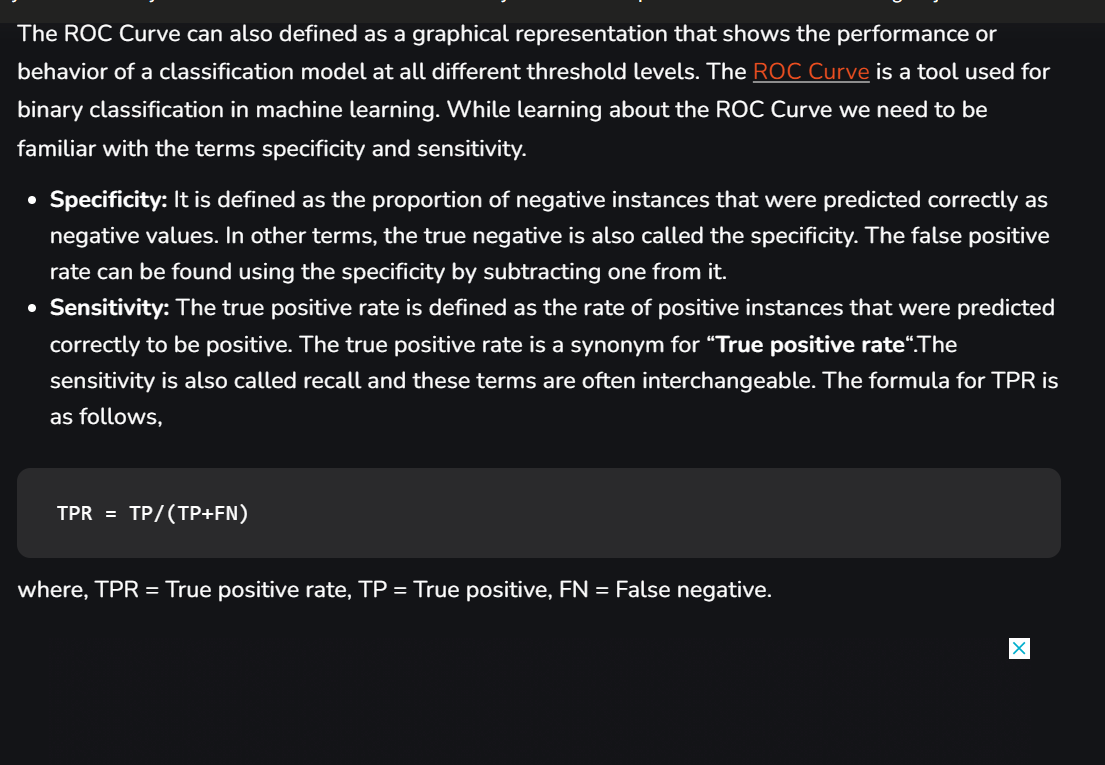 The ROC Curve can also defined as a graphical representation that shows the performance or
behavior of a classification model at all different threshold levels. The ROC Curve is a tool used for
binary classification in machine learning. While learning about the ROC Curve we need to be
familiar with the terms specificity and sensitivity.
• Specificity: It is defined as the proportion of negative instances that were predicted correctly as
negative values. In other terms, the true negative is also called the specificity. The false positive
rate can be found using the specificity by subtracting one from it.
• Sensitivity: The true positive rate is defined as the rate of positive instances that were predicted
correctly to be positive. The true positive rate is a synonym for “True positive rate“.The
sensitivity is also called recall and these terms are often interchangeable. The formula for TPR is
as follows,
TPR = TP/(TP+FN)
where, TPR = True positive rate, TP = True positive, FN = False negative.